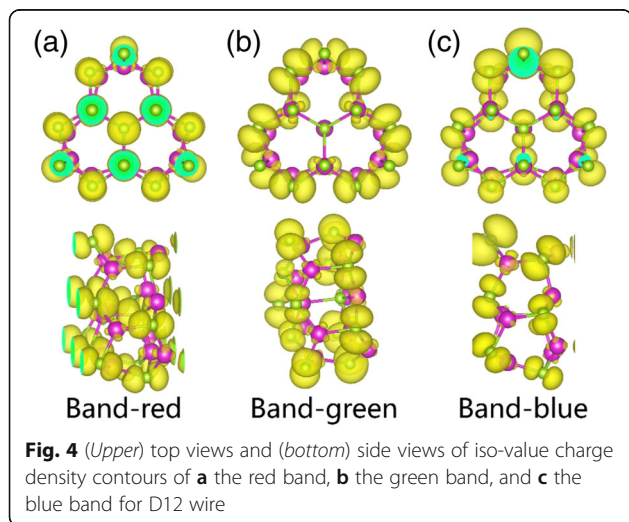 (a) (b) (c)
Band-red Band-green Band-blue
Fig. 4 (Upper) top views and (bottom) side views of iso-value charge
density contours of a the red band, b the green band, and c the
blue band for D12 wire